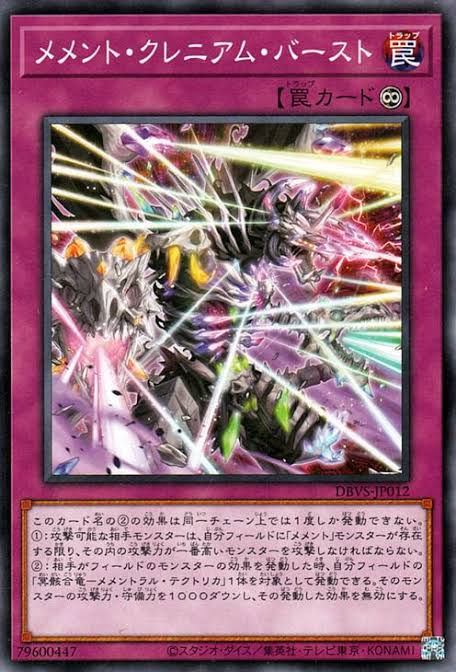 メメント・クレニアム・バースト
トラップ
罠
トラップ
【罠カード】
DBVS-JP012
このカード名の②の効果は同一チェーン上では1度しか発動できない。
①:攻撃可能な相手モンスターは、自分フィールドに「メメント」モンスターが存在
する限り、その内の攻撃力が一番高いモンスターを攻撃しなければならない。
②:相手がフィールドのモンスターの効果を発動した時、自分フィールドの
「冥骸合竜-メメントラル・テクトリカ」1体を対象として発動できる。そのモン
スターの攻撃力・守備力を1000ダウンし、その発動した効果を無効にする。
79600447
©スタジオ・ダイス/集英社・テレビ東京・KONAMI